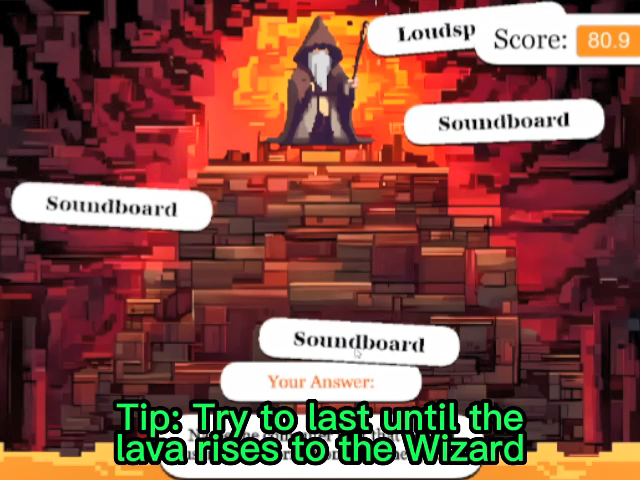 Loudsp
Score: 80.9
Soundboard
Soundboard
Soundboard
Your Answer:
Tip: Try to last until the
lava rises to the Wizard